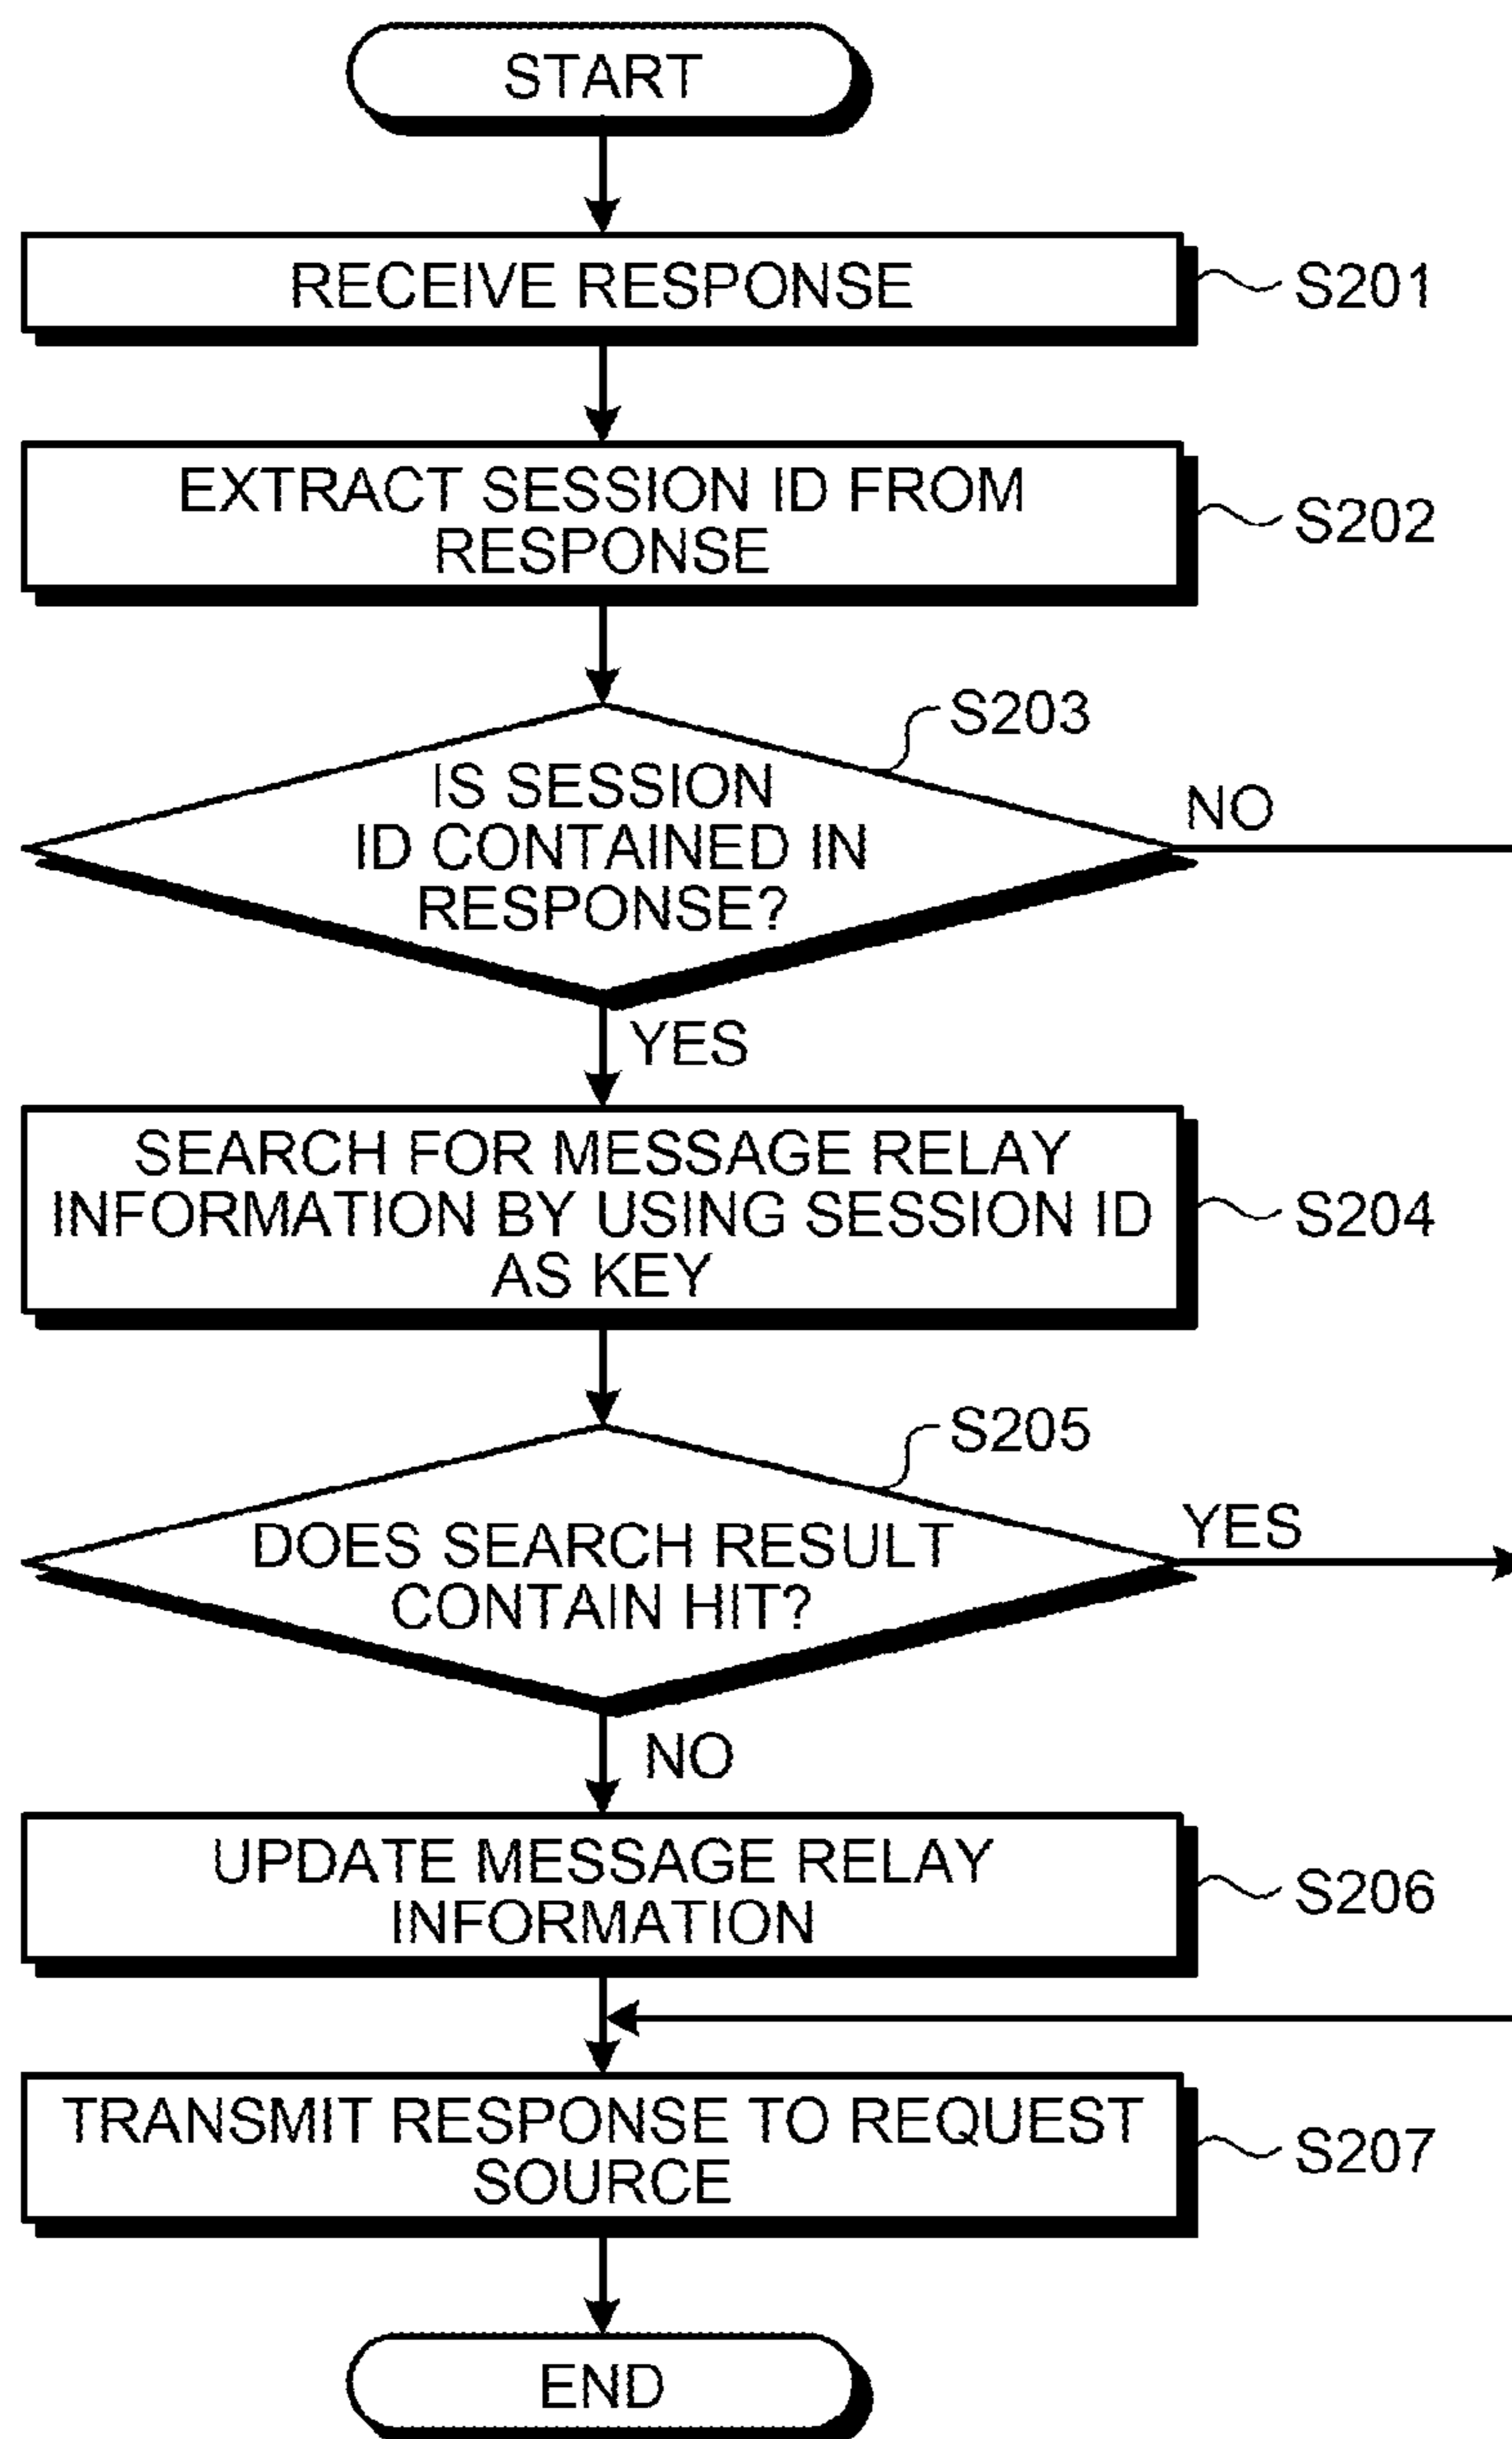 START
RECEIVE RESPONSE
S201
EXTRACT SESSION ID FROM
RESPONSE
S202
S203
IS SESSION
ID CONTAINED IN
RESPONSE?
NO
YES
SEARCH FOR MESSAGE RELAY
INFORMATION BY USING SESSION ID
AS KEY
S204
S205
DOES SEARCH RESULT
CONTAIN HIT?
YES
NO
UPDATE MESSAGE RELAY
INFORMATION
S206
TRANSMIT RESPONSE TO REQUEST
SOURCE
S207
END